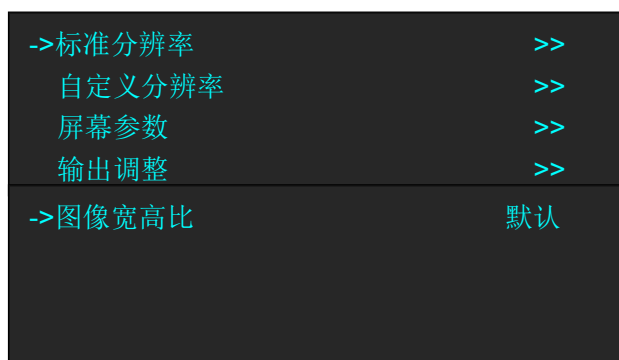 ->标准分辨率 >>
自定义分辨率 >>
屏幕参数 >>
输出调整 >>
->图像宽高比 默认